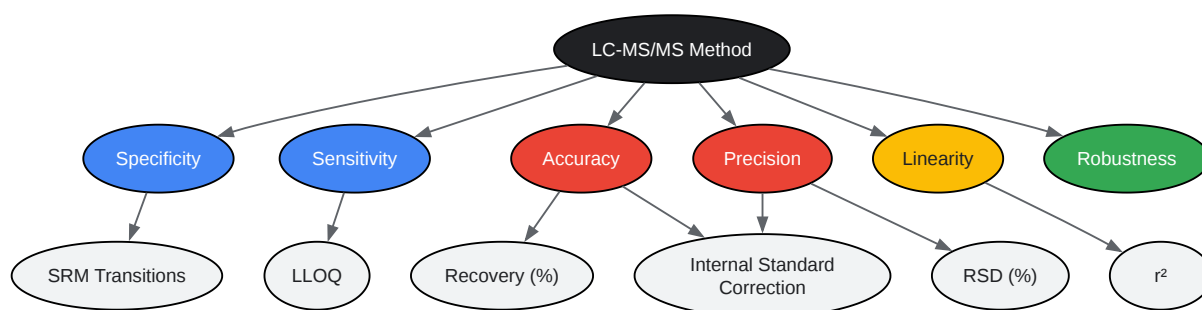 LC-MS/MS Method
Specificity
Sensitivity
Accuracy
Precision
Linearity
Robustness
SRM Transitions
LLOQ
Recovery (%)
Internal Standard
Correction
RSD (%)
r²